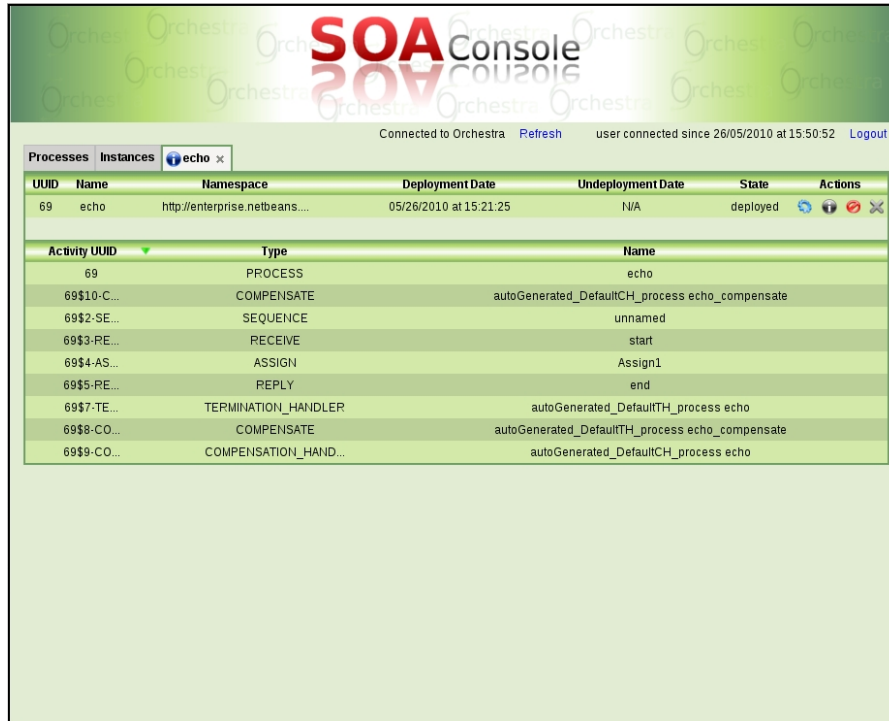 SOA Console
Connected to Orchestra Refresh user connected since 26/05/2010 at 15:50:52 Logout
Processes Instances echo
UUID Name Namespace Deployment Date Undeployment Date State Actions
69 echo http://enterprise.netbeans.... 05/26/2010 at 15:21:25 N/A deployed
Activity UUID Type Name
69 PROCESS echo
69$10-C... COMPENSATE autoGenerated_DefaultCH_process echo_compensate
69$2-SE... SEQUENCE unnamed
69$3-RE... RECEIVE start
69$4-AS... ASSIGN Assign1
69$5-RE... REPLY end
69$7-TE... TERMINATION_HANDLER autoGenerated_DefaultTH_process echo
69$8-CO... COMPENSATE autoGenerated_DefaultTH_process echo_compensate
69$9-CO... COMPENSATION_HAND... autoGenerated_DefaultCH_process echo